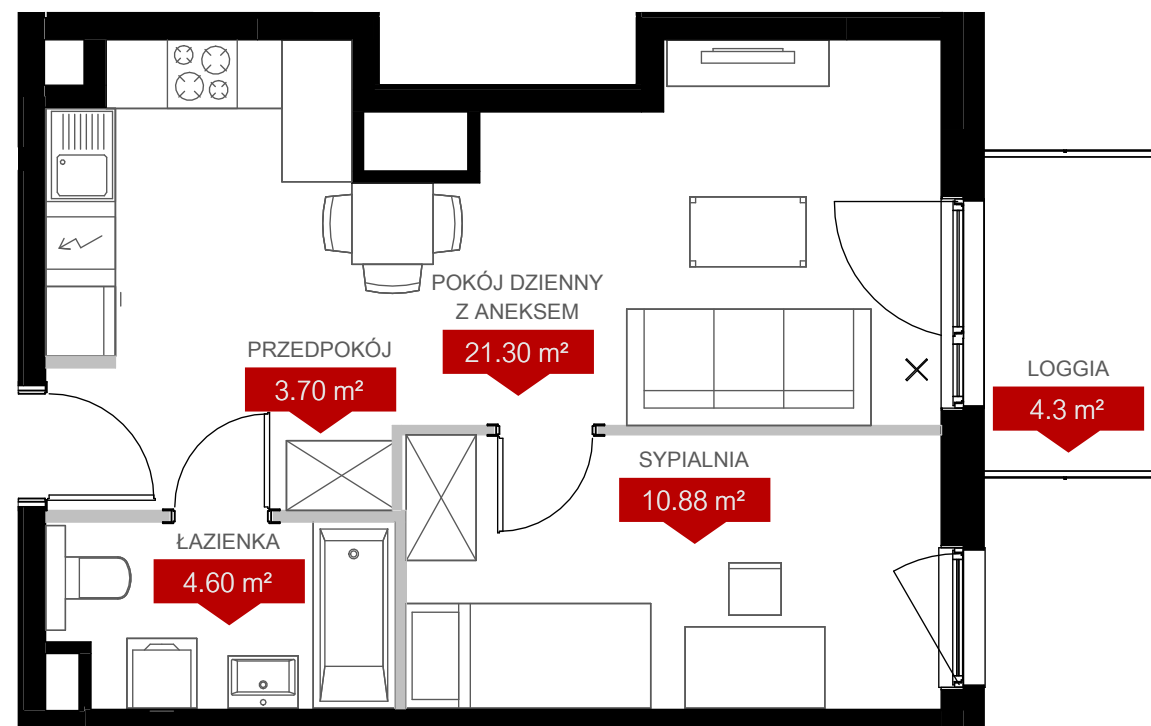 POKÓJ DZIENNY
Z ANEKSEM
21.30 m²
PRZEDPOKÓJ
3.70 m²
LOGGIA
4.3 m²
SYPIALNIA
10.88 m²
ŁAZIENKA
4.60 m²